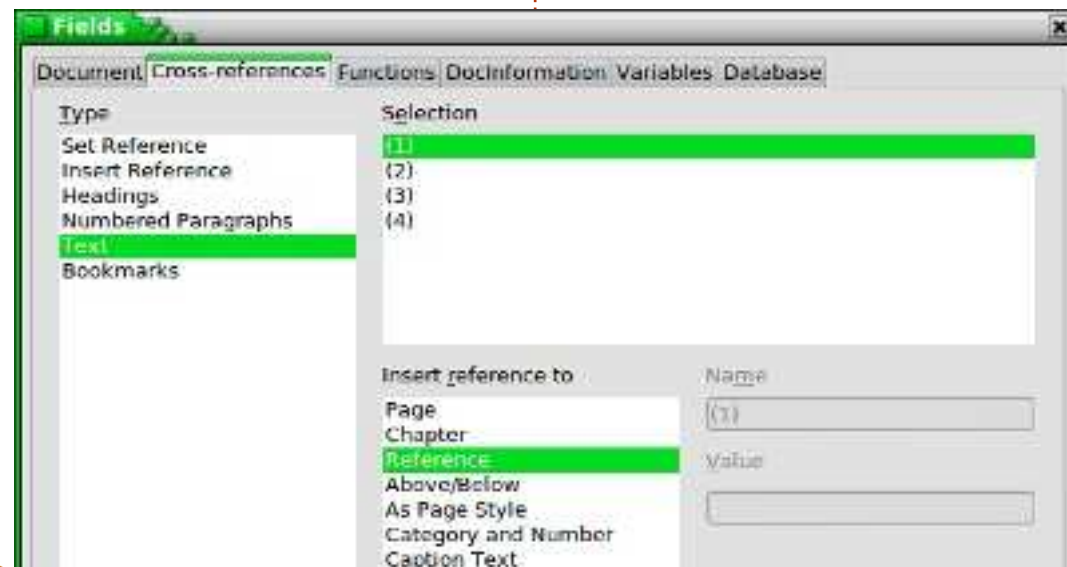 Fields
Document Cross-references Functions DocInformation Variables Database
Type
Set Reference
Insert Reference
Headings
Numbered Paragraphs
Text
Bookmarks
Selection
(1)
(2)
(3)
(4)
Insert reference to
Page
Chapter
Reference
Above/Below
As Page Style
Category and Number
Caption Text
Name
(1)
Value